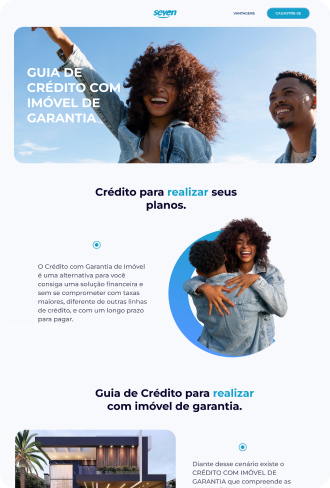 seven
VANTAGENS
CADASTRE-SE
GUIA DE
CRÉDITO COM
IMÓVEL DE
GARANTIA
Crédito para realizar seus
planos.
O Crédito com Garantia de Imóvel
é uma alternativa para você
consiga uma solução financeira e
sem se comprometer com taxas
maiores, diferente de outras linhas
de crédito, e com um longo prazo
para pagar.
Guia de Crédito para realizar
com imóvel de garantia.
Diante desse cenário existe o
CRÉDITO COM IMÓVEL DE
GARANTIA que compreende as